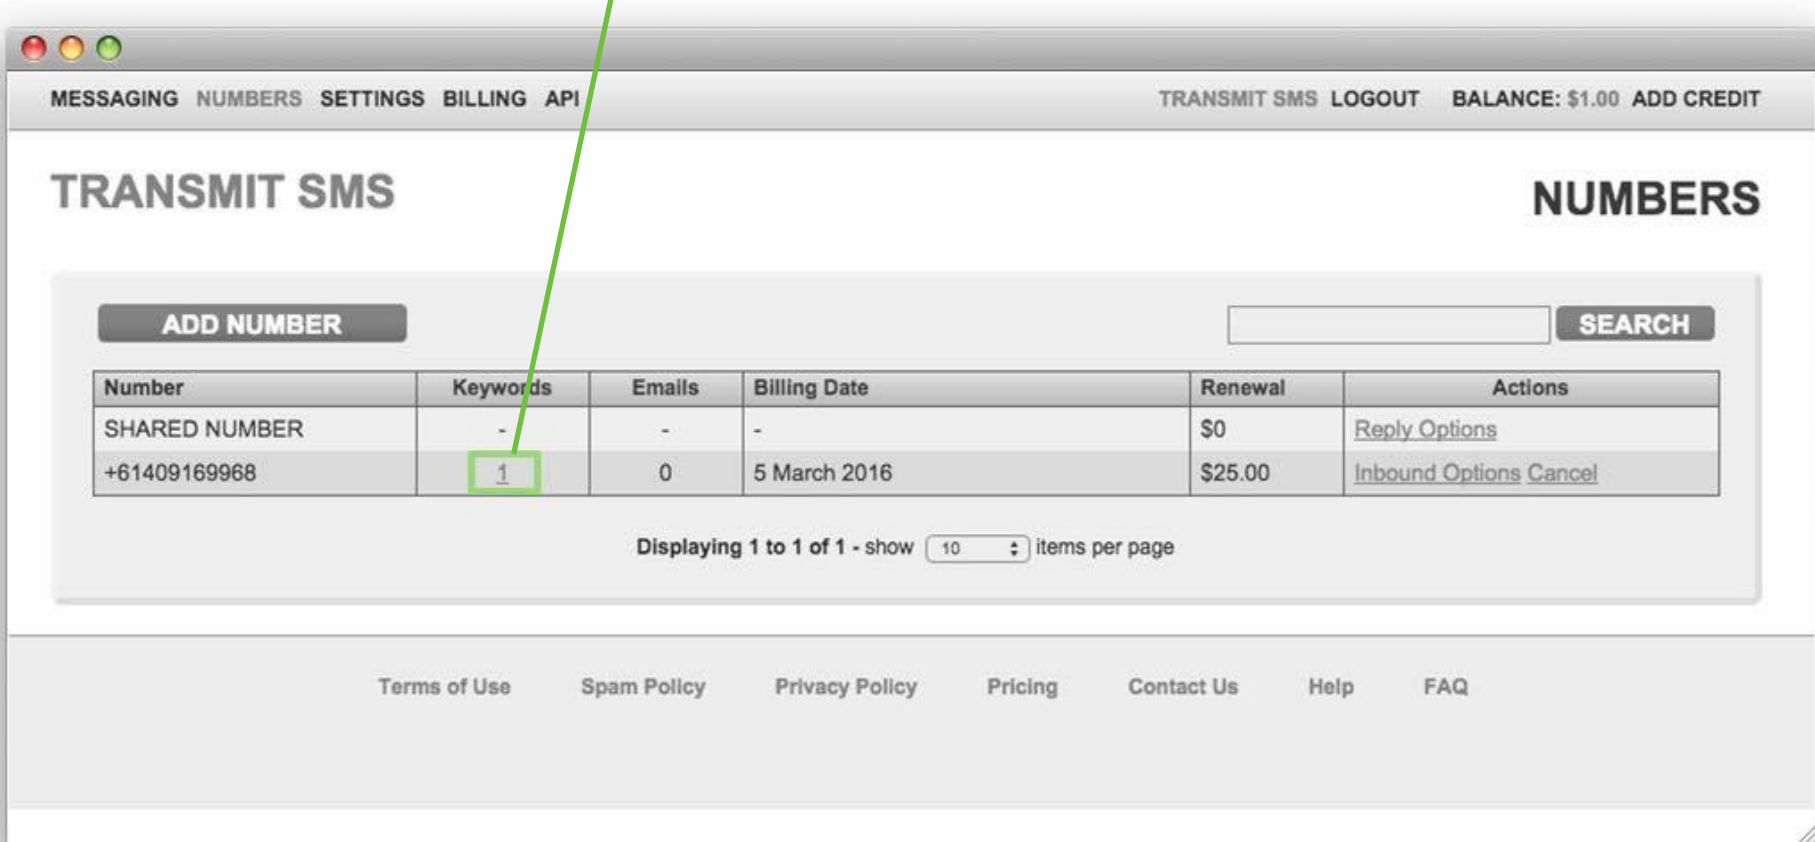 MESSAGING NUMBERS SETTINGS BILLING API TRANSMIT SMS LOGOUT BALANCE: $1.00 ADD CREDIT
TRANSMIT SMS NUMBERS
ADD NUMBER SEARCH
Number Keywords Emails Billing Date Renewal Actions
SHARED NUMBER - - - $0 Reply Options
+61409169968 1 0 5 March 2016 $25.00 Inbound Options Cancel
Displaying 1 to 1 of 1 - show 10 items per page
Terms of Use Spam Policy Privacy Policy Pricing Contact Us Help FAQ